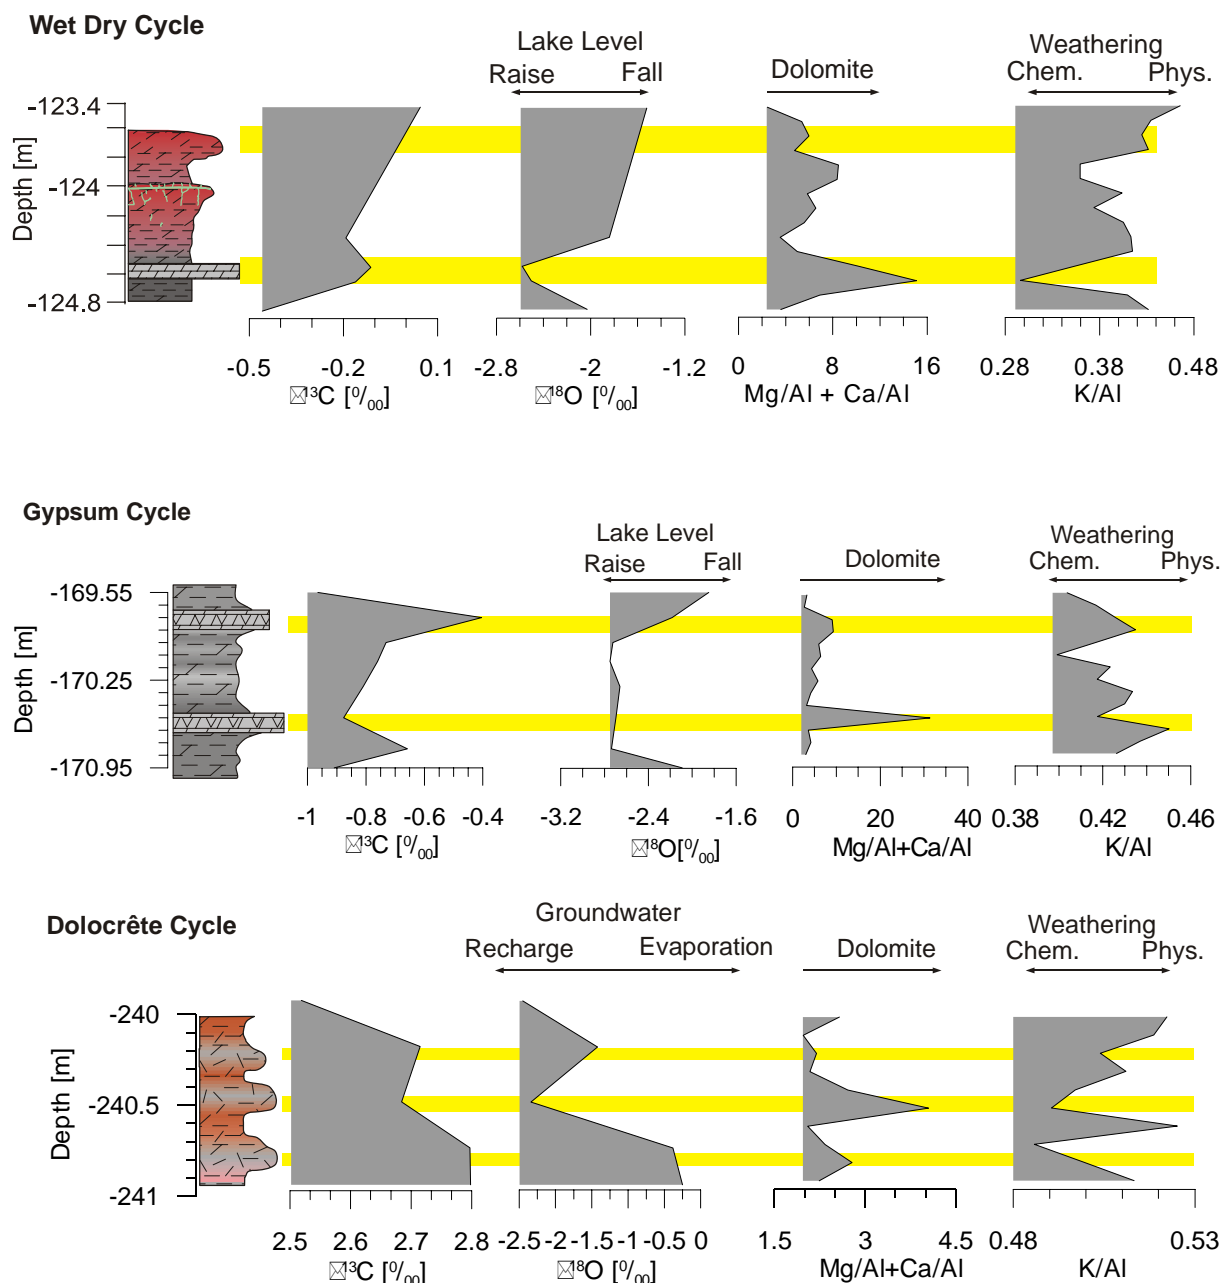 Wet Dry Cycle
Lake Level
Raise Fall
Dolomite
Weathering
Chem. Phys.
Depth [m]
-123.4
-124
-124.8
-0.5 -0.2 0.1
¹³C [⁰/₀₀]
-2.8 -2 -1.2
¹⁸O [⁰/₀₀]
0 8 16
Mg/Al + Ca/Al
0.28 0.38 0.48
K/Al
Gypsum Cycle
Lake Level
Raise Fall
Dolomite
Weathering
Chem. Phys.
Depth [m]
-169.55
-170.25
-170.95
-1 -0.8 -0.6 -0.4
¹³C [⁰/₀₀]
-3.2 -2.4 -1.6
¹⁸O[⁰/₀₀]
0 20 40
Mg/Al+Ca/Al
0.38 0.42 0.46
K/Al
Dolocrête Cycle
Groundwater
Recharge Evaporation
Dolomite
Weathering
Chem. Phys.
Depth [m]
-240
-240.5
-241
2.5 2.6 2.7 2.8
¹³C [⁰/₀₀]
-2.5 -2 -1.5 -1 -0.5 0
¹⁸O [⁰/₀₀]
1.5 3 4.5
Mg/Al+Ca/Al
0.48 0.53
K/Al